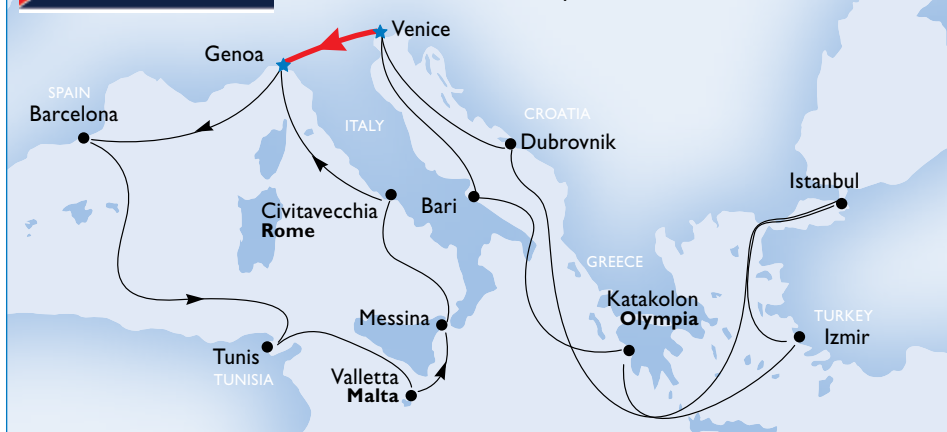 Venice
Genoa
SPAIN
Barcelona
CROATIA
ITALY
Dubrovnik
Istanbul
Civitavecchia
Rome
Bari
GREECE
Katakolon
Olympia
Messina
TURKEY
Izmir
Tunis
TUNISIA
Valletta
Malta